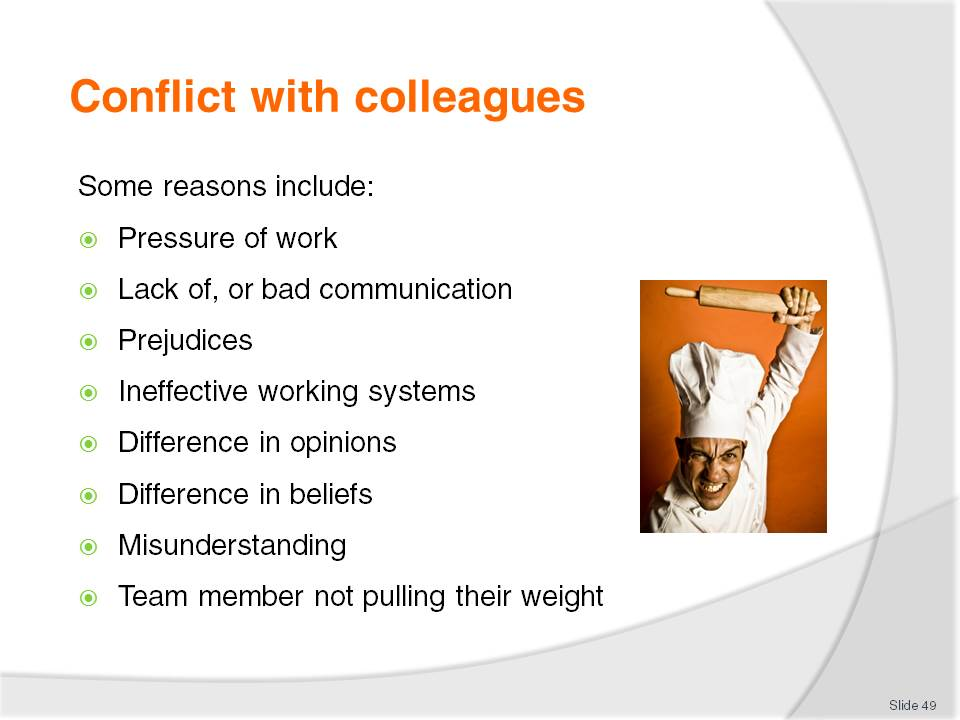 Conflict with colleagues
Some reasons include:
Pressure of work
Lack of, or bad communication
Prejudices
Ineffective working systems
Difference in opinions
Difference in beliefs
Misunderstanding
Team member not pulling their weight
Slide 49